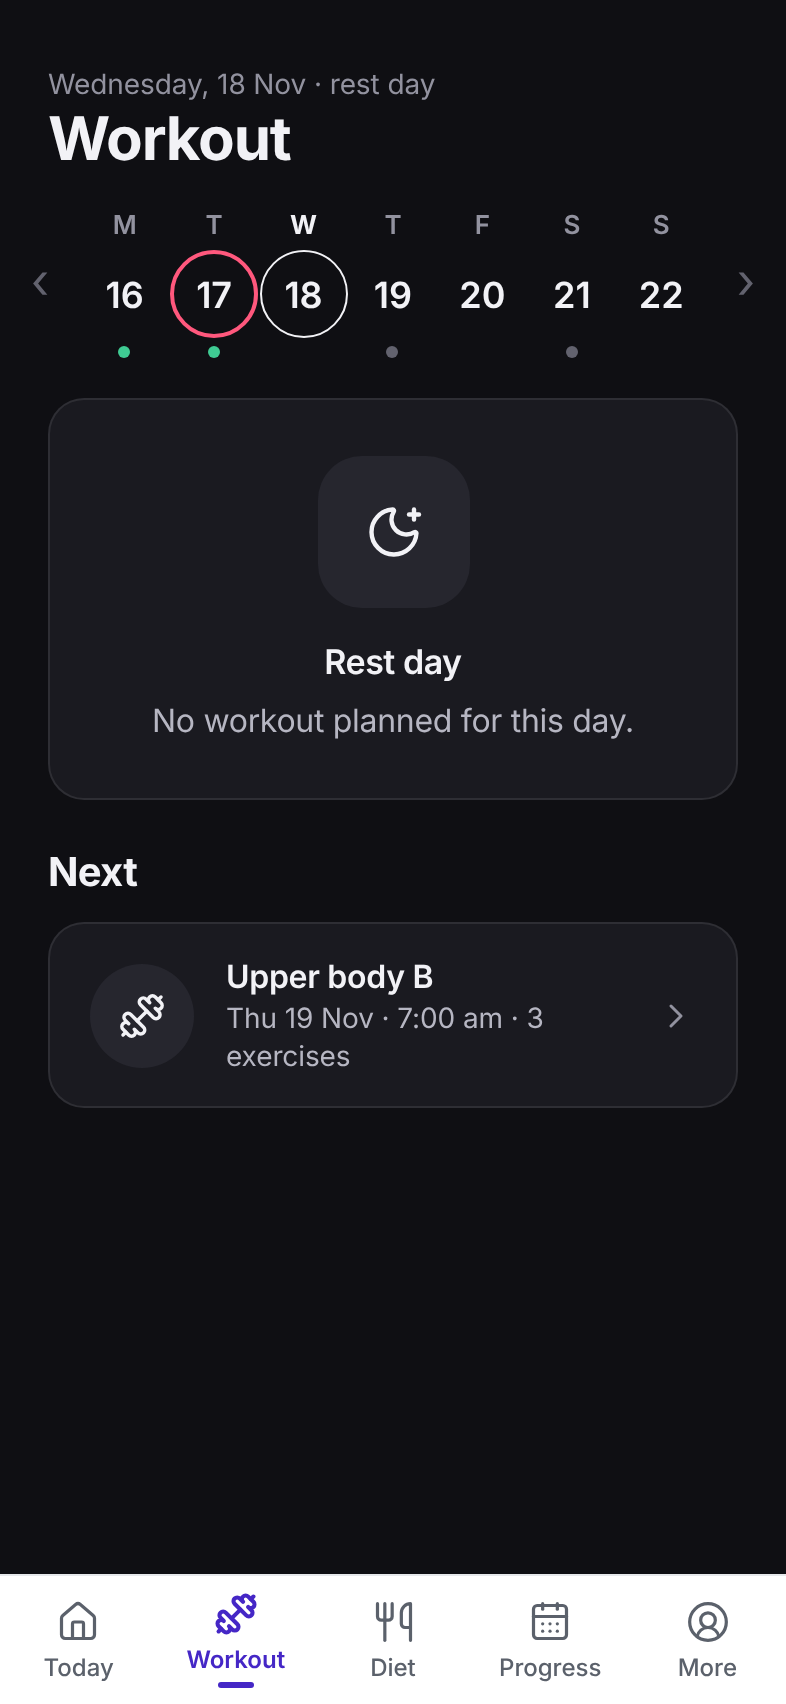 Wednesday, 18 Nov · rest day
Workout
M T W T F S S
16 17 18 19 20 21 22
Rest day
No workout planned for this day.
Next
Upper body B
Thu 19 Nov · 7:00 am · 3
exercises
Today Workout Diet Progress More